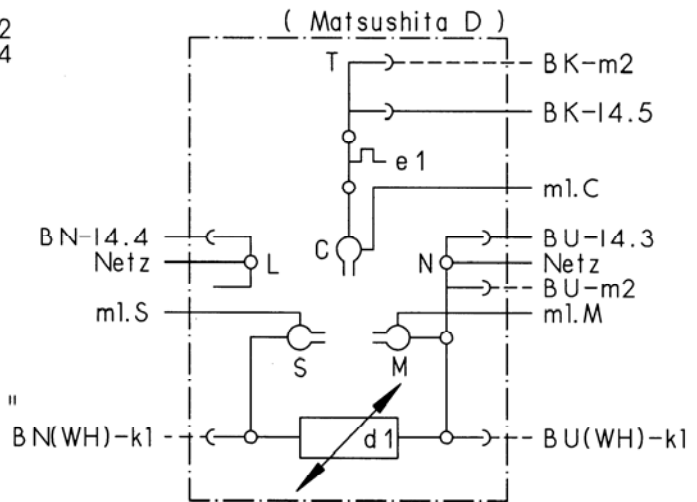 2
4
( Matsushita D )
T
BK-m2
BK-14.5
e1
m1.C
BN-14.4
C
BU-14.3
Netz
L
N
Netz
BU-m2
m1.S
m1.M
S
M
"
BN(WH)-k1
d1
BU(WH)-k1